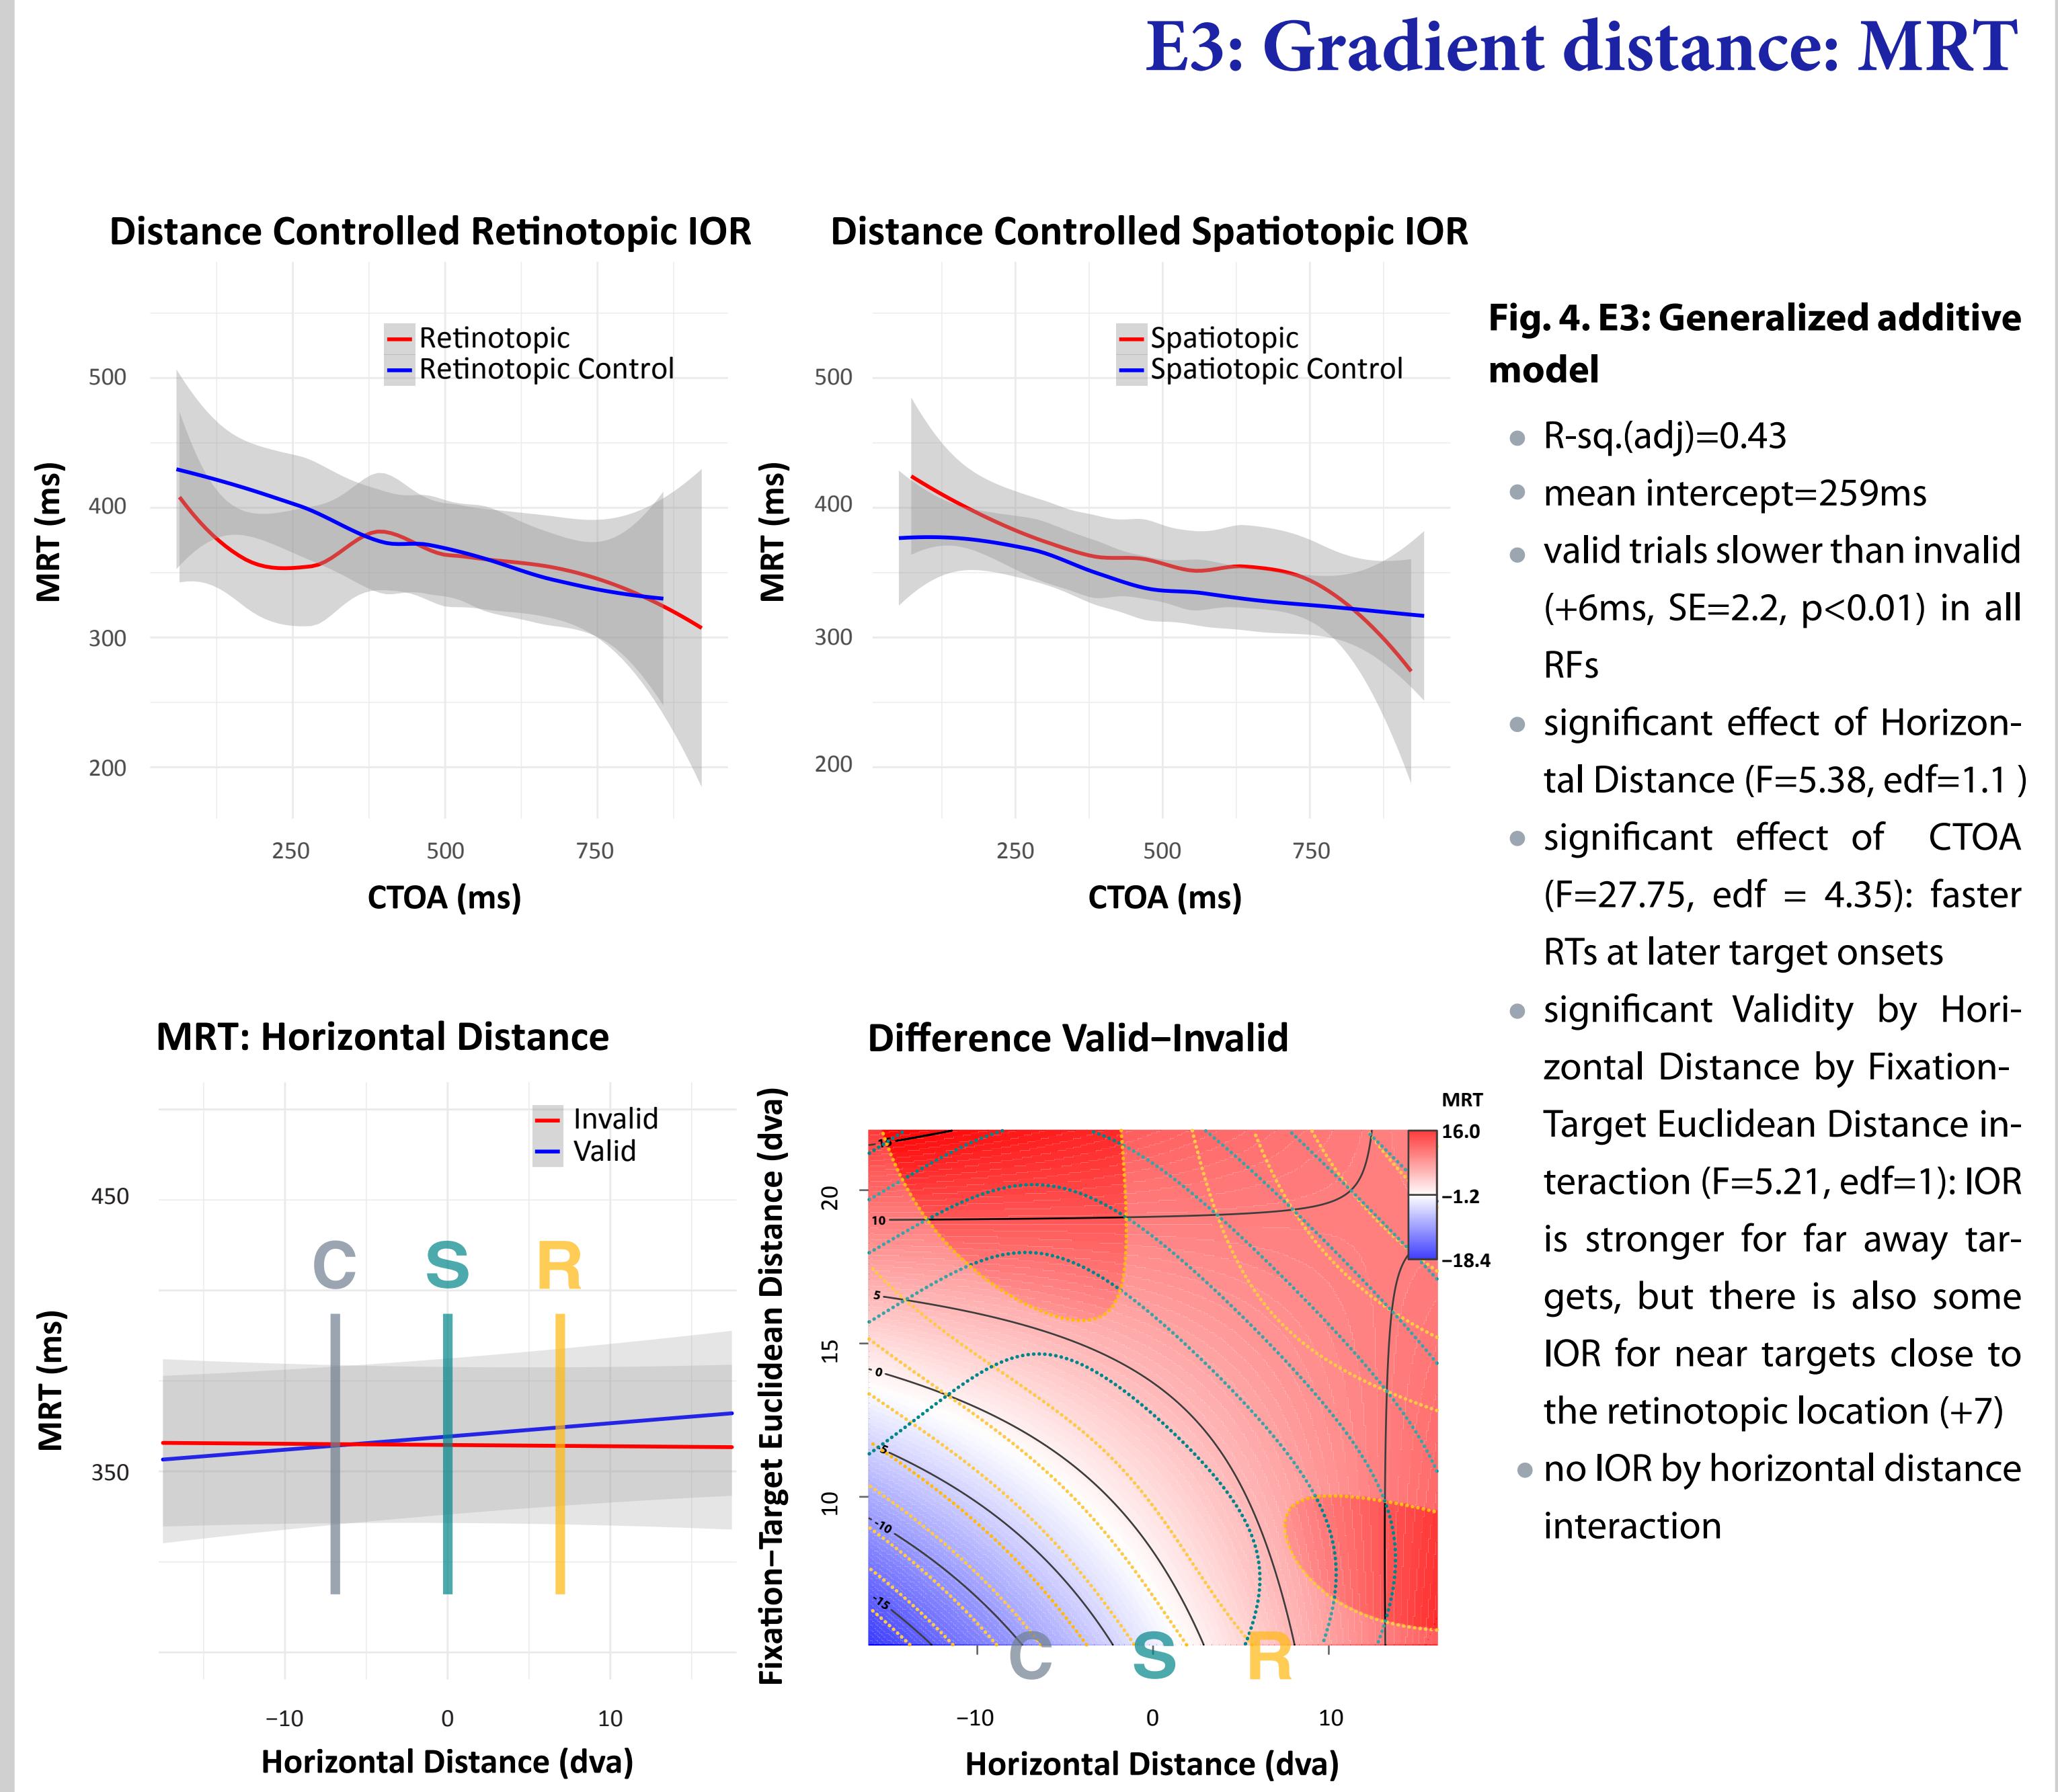 E3: Gradient distance: MRT
Distance Controlled Retinotopic IOR
Retinotopic
Retinotopic Control
500
400
300
200
MRT (ms)
250 500 750
CTOA (ms)
Distance Controlled Spatiotopic IOR
Spatiotopic
Spatiotopic Control
500
400
300
200
MRT (ms)
250 500 750
CTOA (ms)
Fig. 4. E3: Generalized additive
model
R-sq.(adj)=0.43
mean intercept=259ms
valid trials slower than invalid
(+6ms, SE=2.2, p<0.01) in all
RFs
significant effect of Horizon-
tal Distance (F=5.38, edf=1.1 )
significant effect of CTOA
(F=27.75, edf = 4.35): faster
RTs at later target onsets
significant Validity by Hori-
zontal Distance by Fixation-
Target Euclidean Distance in-
teraction (F=5.21, edf=1): IOR
is stronger for far away tar-
gets, but there is also some
IOR for near targets close to
the retinotopic location (+7)
no IOR by horizontal distance
interaction
MRT: Horizontal Distance
Invalid
Valid
450
350
MRT (ms)
C S R
−10 0 10
Horizontal Distance (dva)
Difference Valid−Invalid
MRT
16.0
−1.2
−18.4
Fixation−Target Euclidean Distance (dva)
20
15
10
15
10
5
0
-5
-10
-15
C S R
−10 0 10
Horizontal Distance (dva)